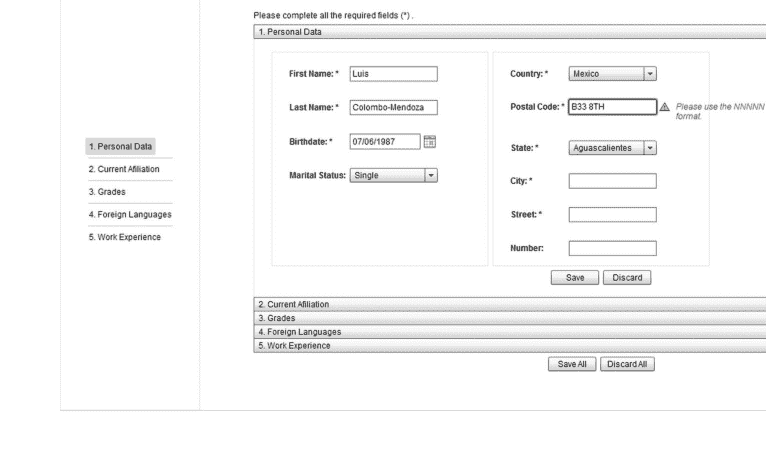 Please complete all the required fields (*) .
1. Personal Data
First Name: * Luis
Last Name: * Colombo-Mendoza
Birthdate: * 07/06/1987
Marital Status: Single
Country: * Mexico
Postal Code: * B33 8TH Please use the NNNNN
format.
State: * Aguascalientes
City: *
Street: *
Number:
Save Discard
1. Personal Data
2. Current Afiliation
3. Grades
4. Foreign Languages
5. Work Experience
2. Current Afiliation
3. Grades
4. Foreign Languages
5. Work Experience
Save All Discard All